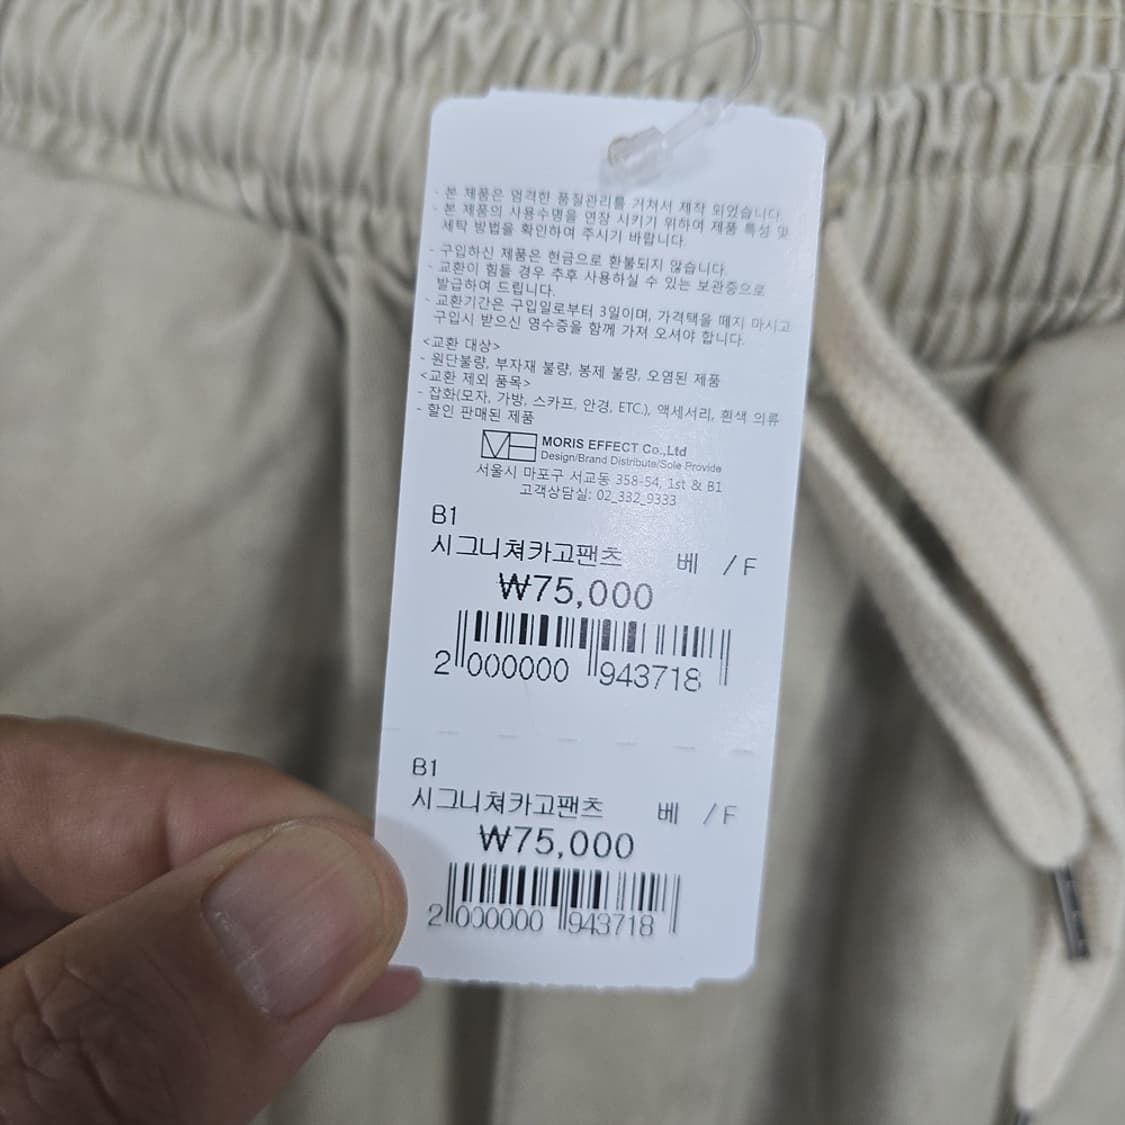 - 본 제품은 엄격한 품질관리를 거쳐서 제작 되었습니다.
- 본 제품의 사용수명을 연장 시키기 위하여 제품 특성 및
세탁 방법을 확인하여 주시기 바랍니다.
- 구입하신 제품은 현금으로 환불되지 않습니다.
- 교환이 힘들 경우 추후 사용하실 수 있는 보관증으로
발급하여 드립니다.
- 교환기간은 구입일로부터 3일이며, 가격택을 떼지 마시고
구입시 받으신 영수증을 함께 가져 오셔야 합니다.
<교환 대상>
- 원단불량, 부자재 불량, 봉제 불량, 오염된 제품
<교환 제외 품목>
- 잡화(모자, 가방, 스카프, 안경, ETC.), 액세서리, 흰색 의류
- 할인 판매된 제품
MORIS EFFECT Co.,Ltd
Design/Brand Distribute/Sole Provide
서울시 마포구 서교동 358-54, 1st & B1
고객상담실: 02_332_9333
B1
시그니쳐카고팬츠 베 /F
₩75,000
2 000000 943718
B1
시그니쳐카고팬츠 베 /F
₩75,000
2 000000 943718